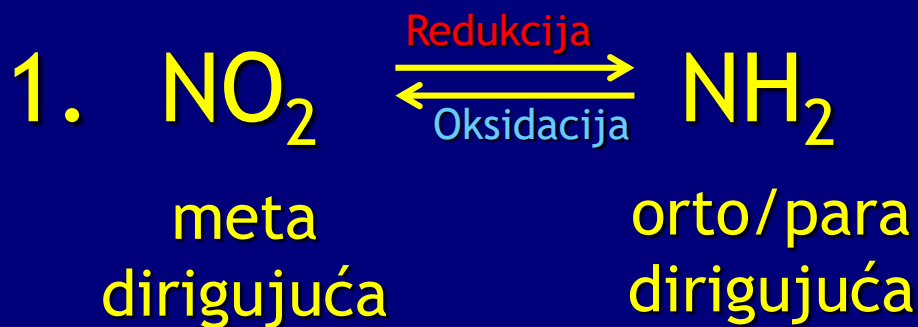 Redukcija
1. NO₂ ⇄ NH₂
Oksidacija
meta orto/para
dirigujuća dirigujuća